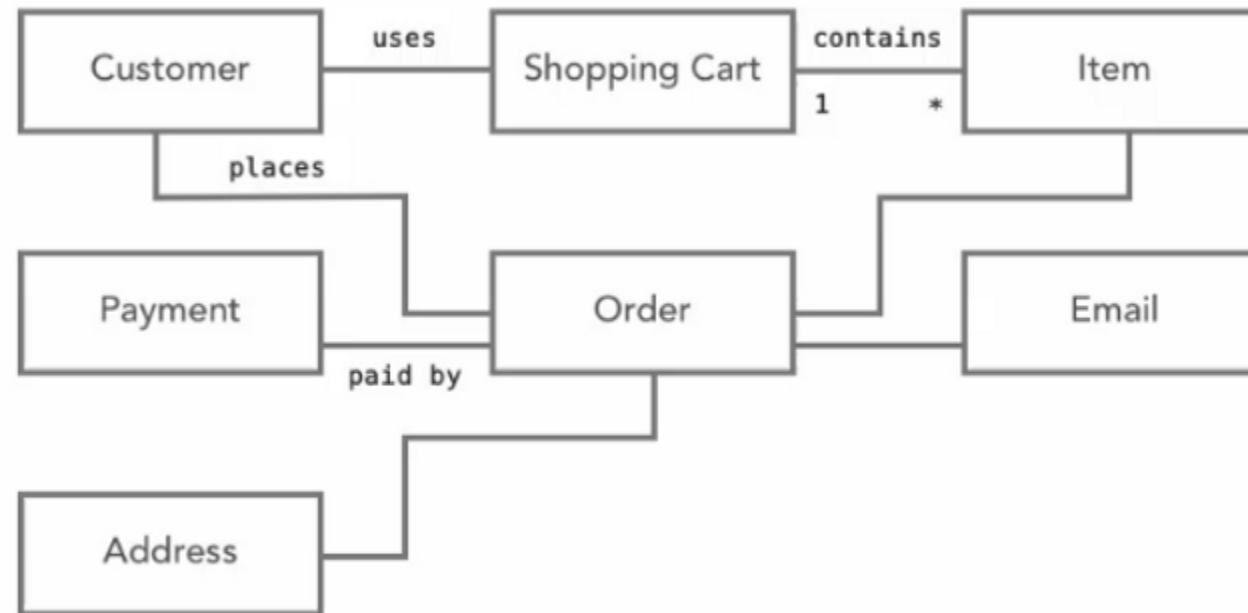 Customer
uses
Shopping Cart
contains
Item
1 *
places
Payment
Order
Email
paid by
Address